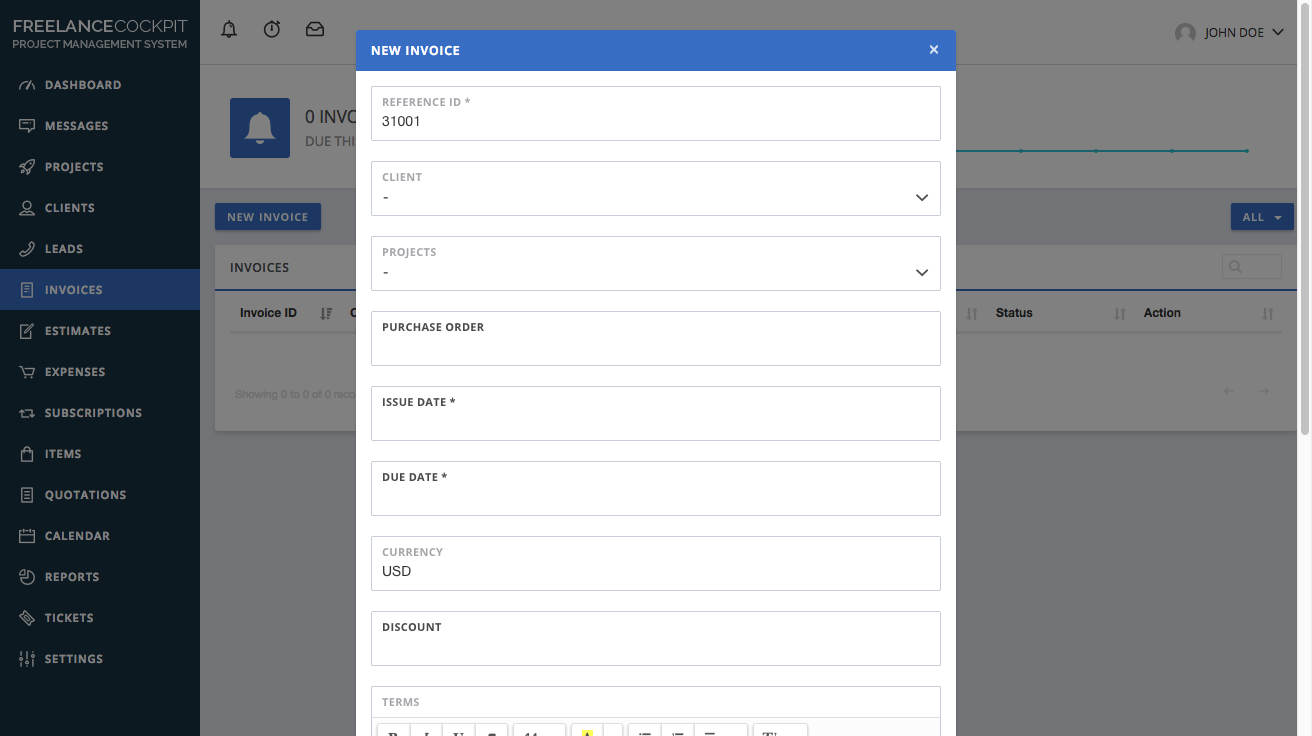 FREELANCECOCKPIT
PROJECT MANAGEMENT SYSTEM
DASHBOARD
MESSAGES
PROJECTS
CLIENTS
LEADS
INVOICES
ESTIMATES
EXPENSES
SUBSCRIPTIONS
ITEMS
QUOTATIONS
CALENDAR
REPORTS
TICKETS
SETTINGS
JOHN DOE
0 INVO
DUE THI
NEW INVOICE
ALL
INVOICES
Invoice ID
Status
Action
Showing 0 to 0 of 0 reco
NEW INVOICE
×
REFERENCE ID *
31001
CLIENT
-
PROJECTS
-
PURCHASE ORDER
ISSUE DATE *
DUE DATE *
CURRENCY
USD
DISCOUNT
TERMS